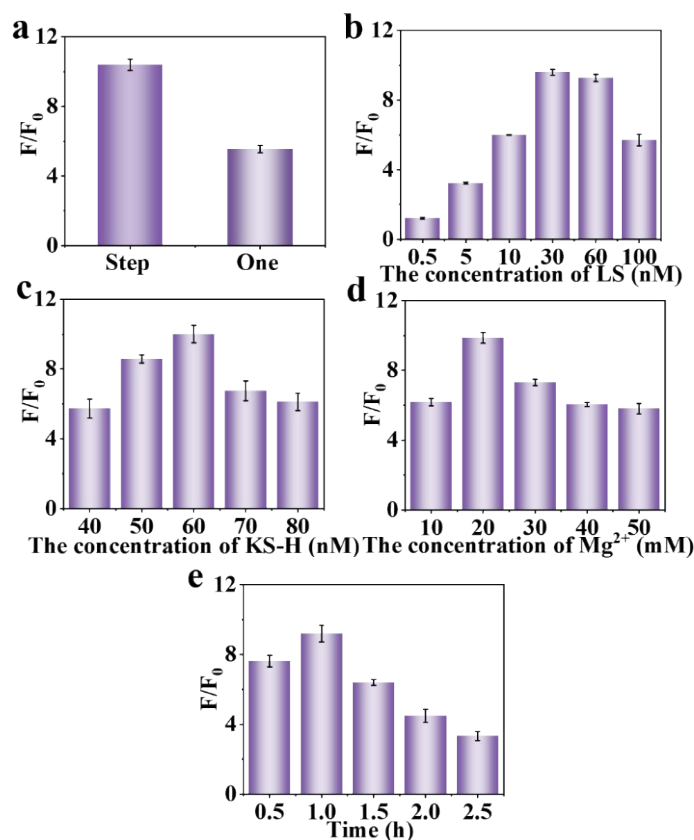 a
12
8
4
0
F/F₀
Step One
b
12
8
4
0
F/F₀
0.5 5 10 30 60 100
The concentration of LS (nM)
c
12
8
4
0
F/F₀
40 50 60 70 80
The concentration of KS-H (nM)
d
12
8
4
0
F/F₀
10 20 30 40 50
The concentration of Mg²⁺ (mM)
e
12
8
4
0
F/F₀
0.5 1.0 1.5 2.0 2.5
Time (h)